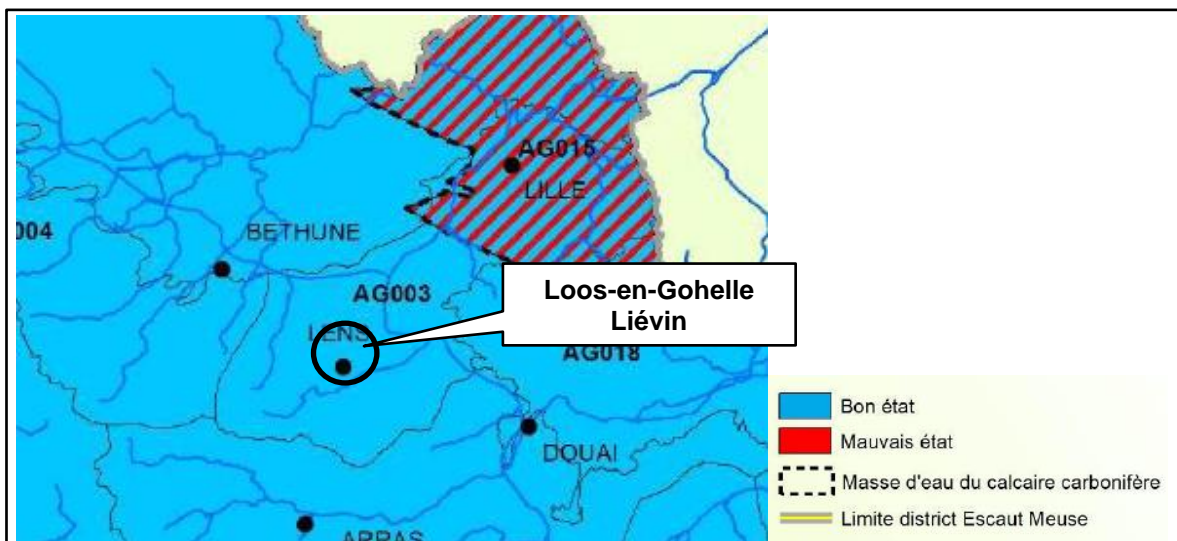 AG015
LILLE
004
BETHUNE
AG003
Loos-en-Gohelle
Liévin
LENS
AG018
DOUAI
ARRAS
Bon état
Mauvais état
Masse d'eau du calcaire carbonifère
Limite district Escaut Meuse